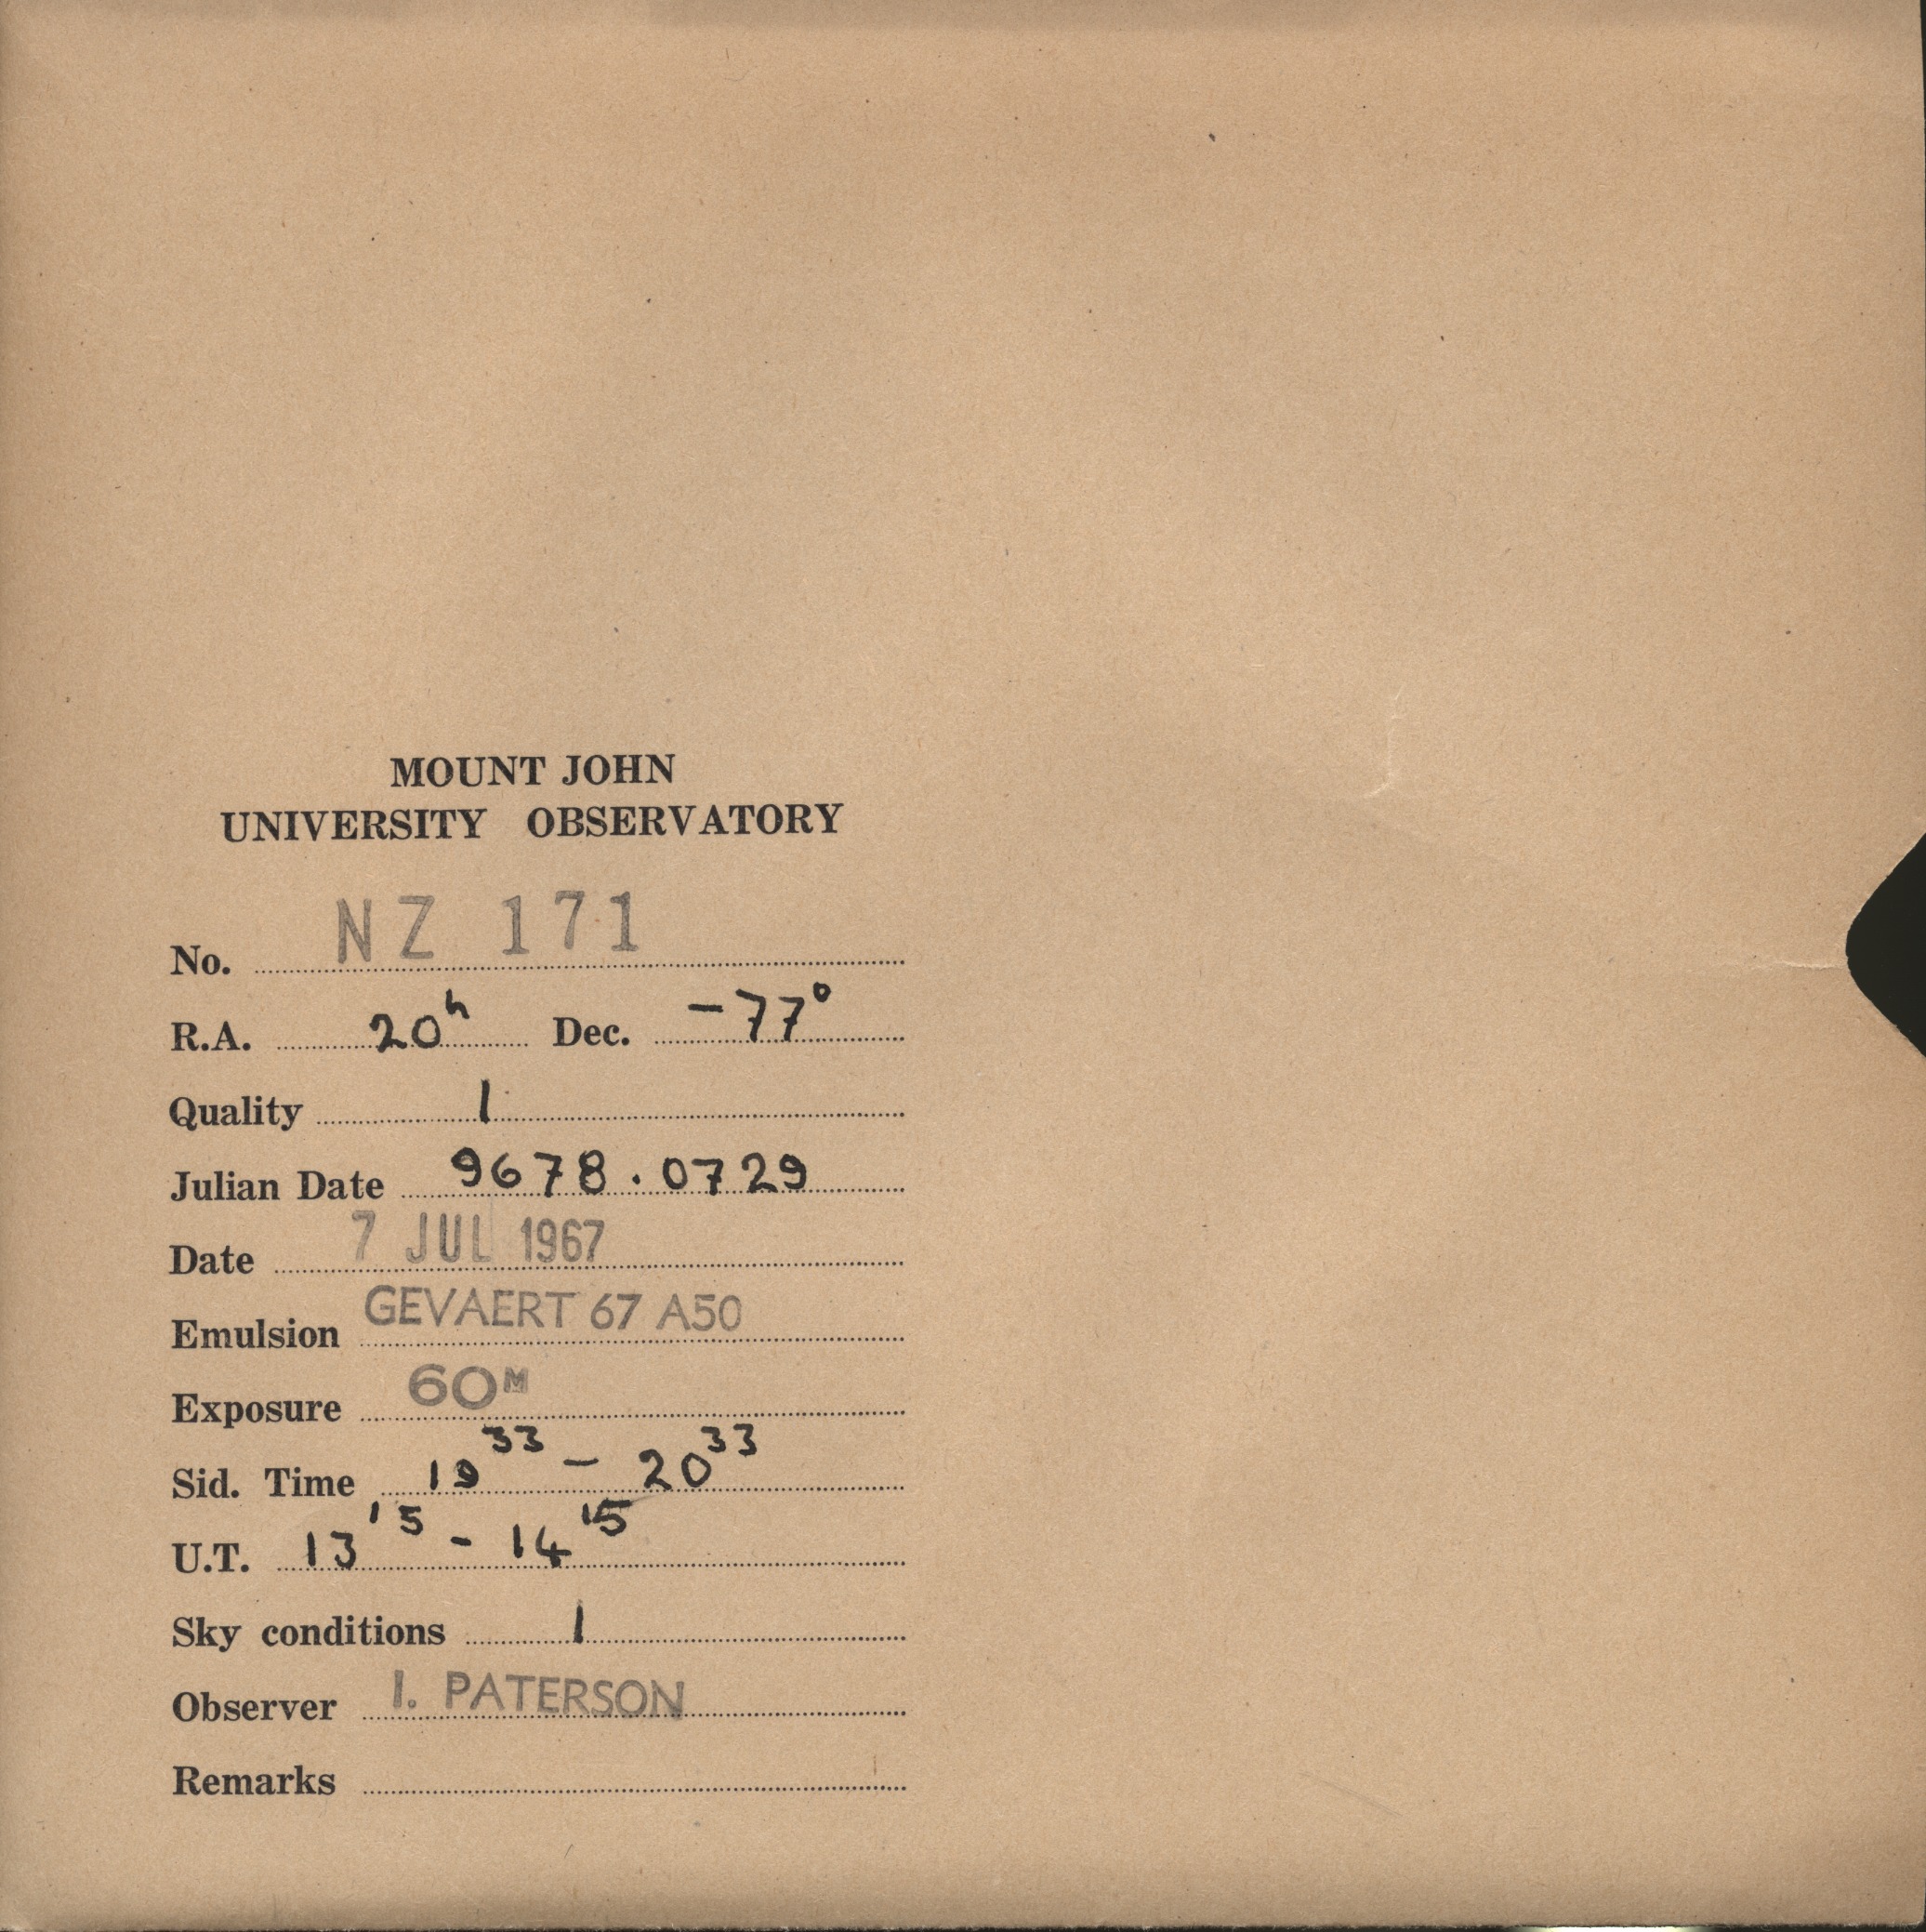 MOUNT JOHN
UNIVERSITY OBSERVATORY
No. NZ 171
R.A. 20h Dec. -77°
Quality 1
Julian Date 9678.0729
Date 7 JUL 1967
Emulsion GEVAERT 67 A50
Exposure 60M
Sid. Time 19 33 - 20 33
U.T. 13 15 - 14 15
Sky conditions 1
Observer I. PATERSON
Remarks